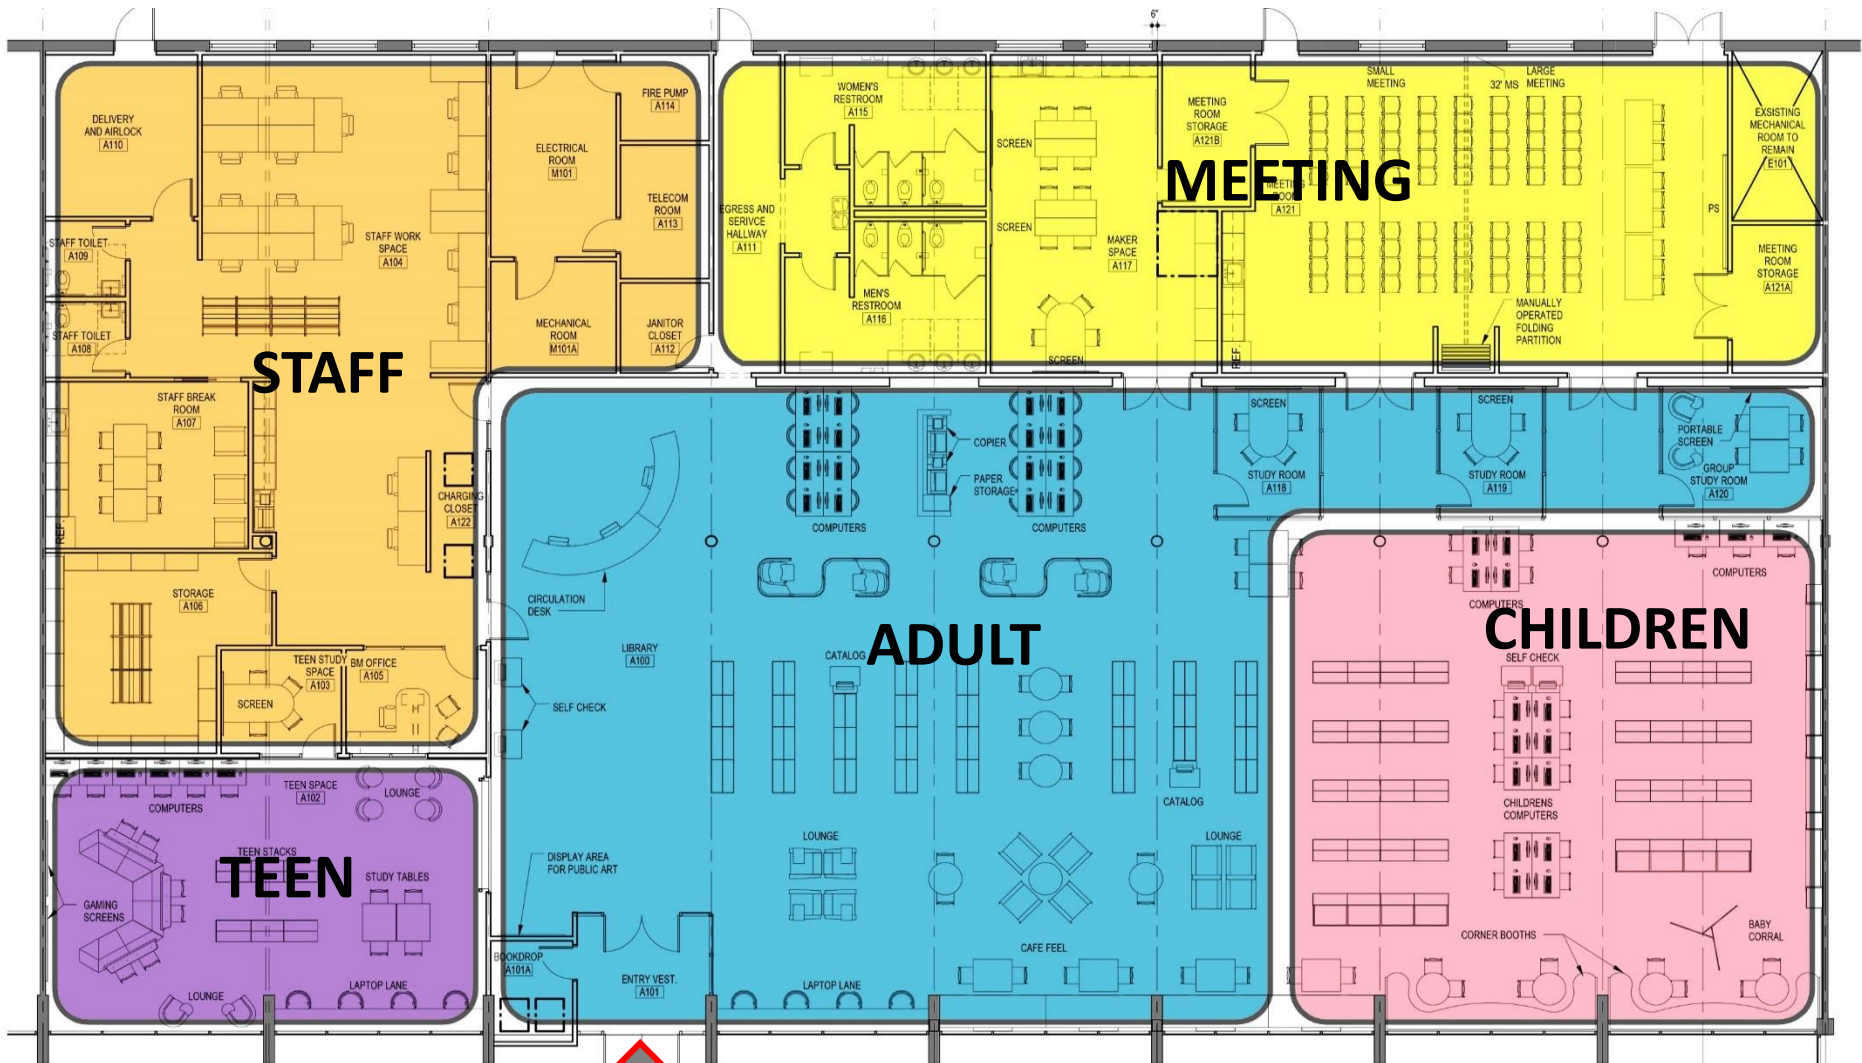 6"
DELIVERY
AND AIRLOCK
A110
FIRE PUMP
A114
ELECTRICAL
ROOM
M101
TELECOM
ROOM
A113
STAFF TOILET
A109
STAFF WORK
SPACE
A104
STAFF TOILET
A108
MECHANICAL
ROOM
M101A
JANITOR
CLOSET
A112
STAFF
STAFF BREAK
ROOM
A107
REF.
CHARGING
CLOSET
A122
STORAGE
A106
TEEN STUDY
SPACE
A103
SCREEN
BM OFFICE
A105
WOMEN'S
RESTROOM
A115
EGRESS AND
SERIVCE
HALLWAY
A111
MEN'S
RESTROOM
A116
SCREEN
SCREEN
MAKER
SPACE
A117
SCREEN
MEETING
ROOM
STORAGE
A121B
MEETING
MEETING
ROOM
A121
SMALL
MEETING
32' MS
LARGE
MEETING
EXSISTING
MECHANICAL
ROOM TO
REMAIN
E101
PS
MEETING
ROOM
STORAGE
A121A
MANUALLY
OPERATED
FOLDING
PARTITION
REF.
COPIER
PAPER
STORAGE
COMPUTERS
COMPUTERS
SCREEN
STUDY ROOM
A118
SCREEN
STUDY ROOM
A119
PORTABLE
SCREEN
GROUP
STUDY ROOM
A120
CIRCULATION
DESK
LIBRARY
A100
ADULT
CATALOG
SELF CHECK
CATALOG
LOUNGE
LOUNGE
DISPLAY AREA
FOR PUBLIC ART
CAFE FEEL
BOOKDROP
A101A
ENTRY VEST.
A101
LAPTOP LANE
COMPUTERS
COMPUTERS
CHILDREN
SELF CHECK
CHILDRENS
COMPUTERS
CORNER BOOTHS
BABY
CORRAL
COMPUTERS
TEEN SPACE
A102
LOUNGE
TEEN STACKS
TEEN
STUDY TABLES
GAMING
SCREENS
LOUNGE
LAPTOP LANE